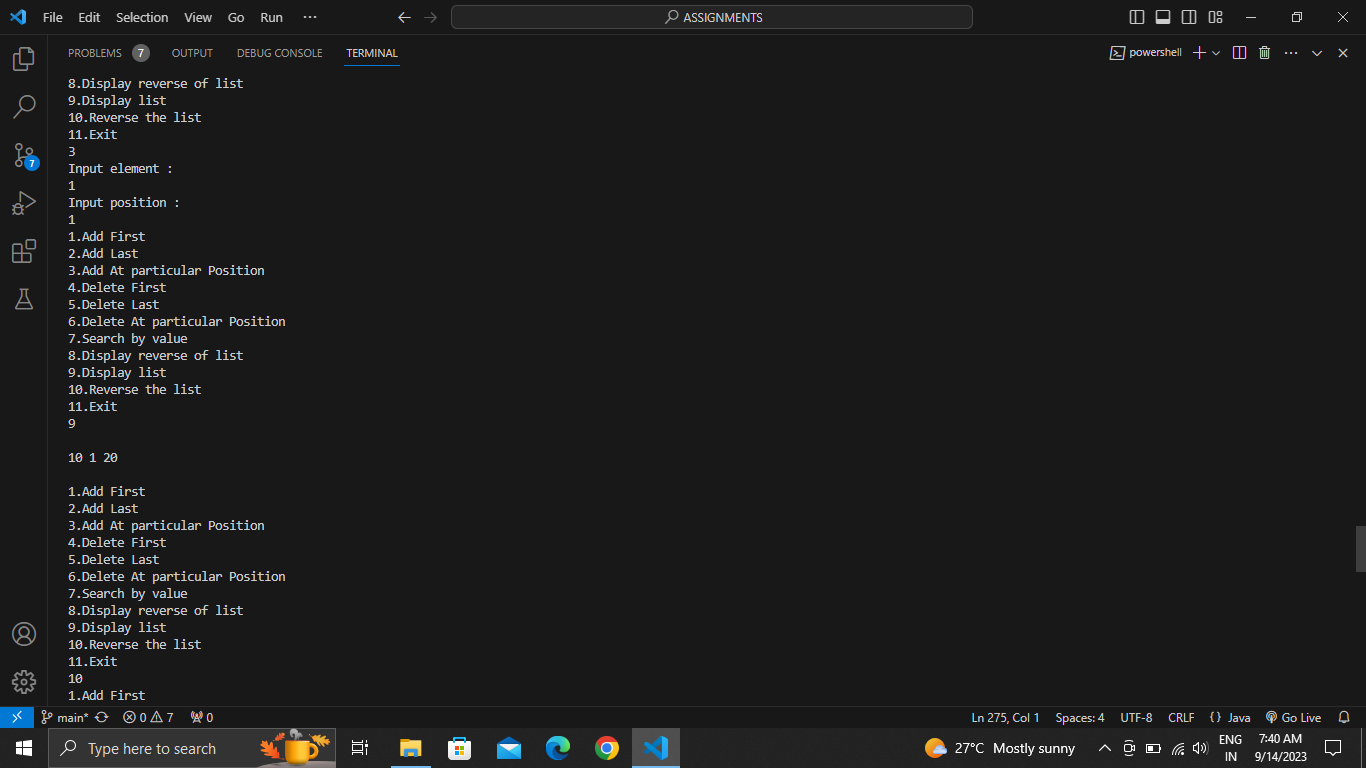 File Edit Selection View Go Run ··· ASSIGNMENTS
PROBLEMS 7 OUTPUT DEBUG CONSOLE TERMINAL powershell
8.Display reverse of list
9.Display list
10.Reverse the list
11.Exit
3
Input element :
1
Input position :
1
1.Add First
2.Add Last
3.Add At particular Position
4.Delete First
5.Delete Last
6.Delete At particular Position
7.Search by value
8.Display reverse of list
9.Display list
10.Reverse the list
11.Exit
9
10 1 20
1.Add First
2.Add Last
3.Add At particular Position
4.Delete First
5.Delete Last
6.Delete At particular Position
7.Search by value
8.Display reverse of list
9.Display list
10.Reverse the list
11.Exit
10
1.Add First
7
main* 0 7 0 Ln 275, Col 1 Spaces: 4 UTF-8 CRLF {} Java Go Live
Type here to search 27°C Mostly sunny
ENG
IN
7:40 AM
9/14/2023